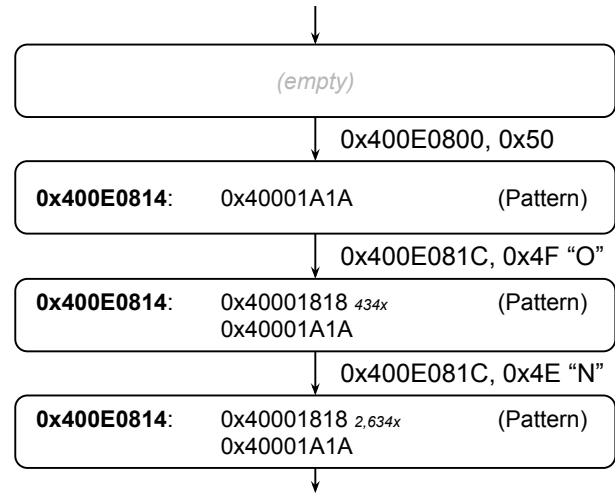 (empty)
0x400E0800, 0x50
0x400E0814: 0x40001A1A (Pattern)
0x400E081C, 0x4F “O”
0x400E0814: 0x40001818 434x (Pattern)
0x40001A1A
0x400E081C, 0x4E “N”
0x400E0814: 0x40001818 2,634x (Pattern)
0x40001A1A